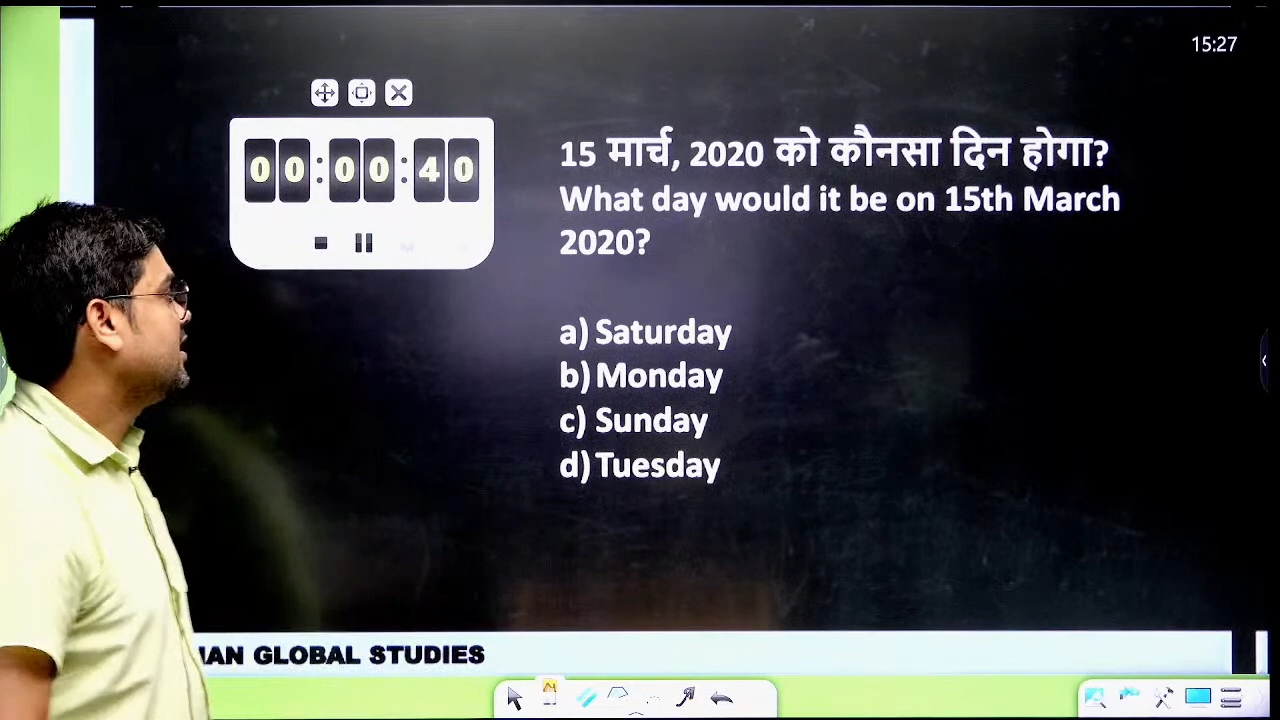 15:27
00:00:40
15 मार्च, 2020 को कौनसा दिन होगा?
What day would it be on 15th March
2020?
a) Saturday
b) Monday
c) Sunday
d) Tuesday
GLOBAL STUDIES